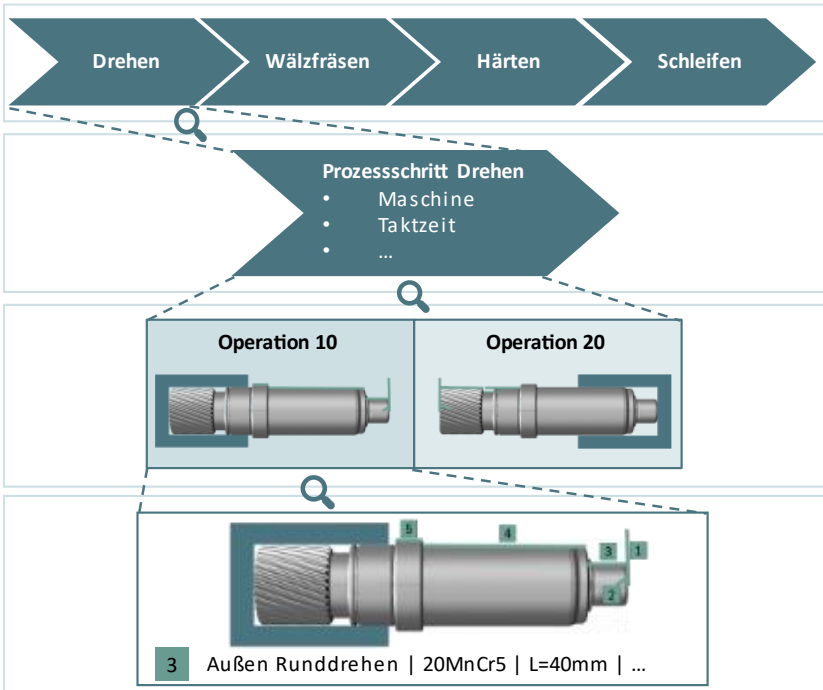 Drehen
Wälzfräsen
Härten
Schleifen
Prozessschritt Drehen
• Maschine
• Taktzeit
• ...
Operation 10
Operation 20
5
4
3
1
2
3 Außen Runddrehen | 20MnCr5 | L=40mm | ...